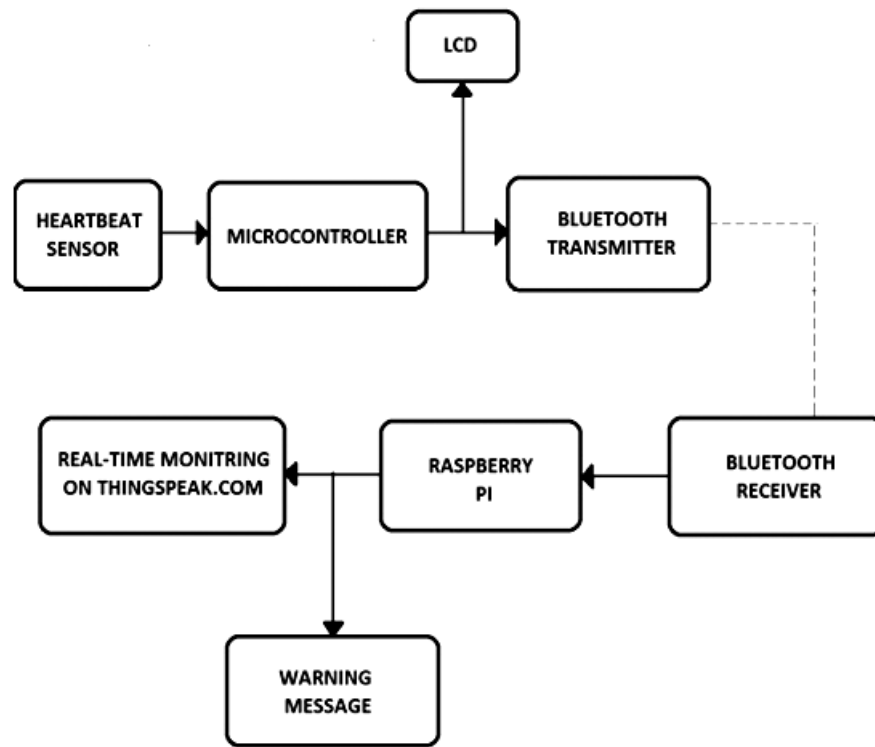 LCD
HEARTBEAT
SENSOR
MICROCONTROLLER
BLUETOOTH
TRANSMITTER
REAL-TIME MONITRING
ON THINGSPEAK.COM
RASPBERRY
PI
BLUETOOTH
RECEIVER
WARNING
MESSAGE